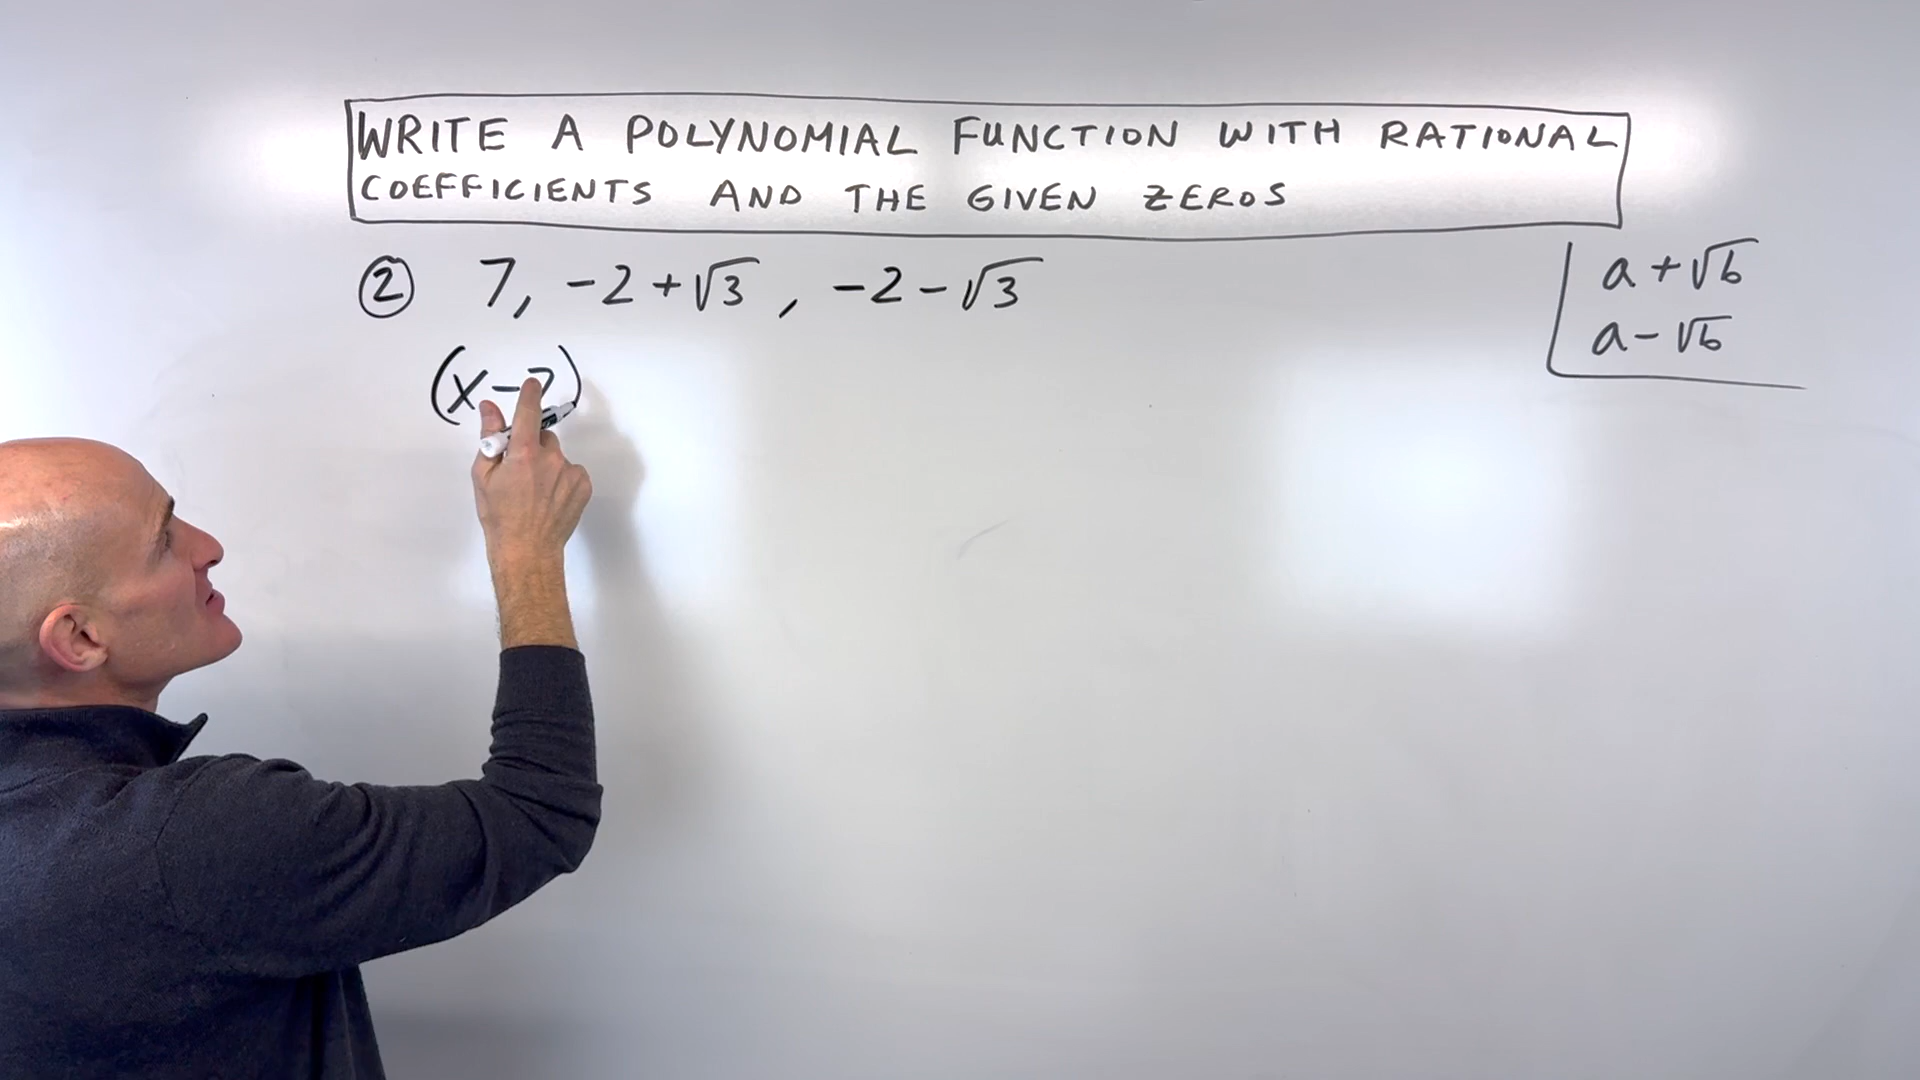 WRITE A POLYNOMIAL FUNCTION WITH RATIONAL
COEFFICIENTS AND THE GIVEN ZEROS
② 7, -2+√3, -2-√3
a+√b
a-√b
(x-7)